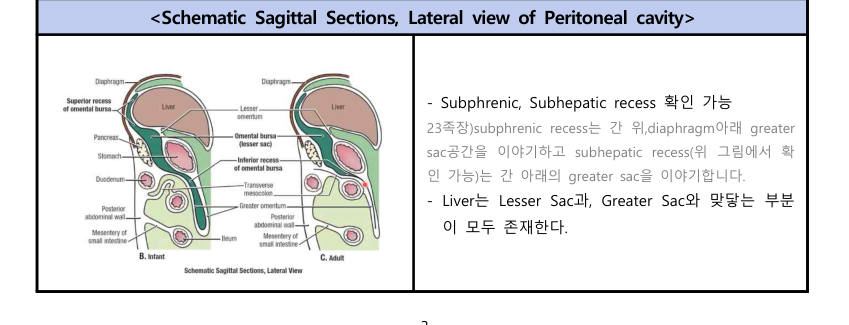 <Schematic Sagittal Sections, Lateral view of Peritoneal cavity>
Diaphragm
Superior recess
of omental bursa
Liver
Pancreas
Stomach
Duodenum
Posterior
abdominal wall
Mesentery of
small intestine
B. Infant
Lesser
omentum
Omental bursa
(lesser sac)
Inferior recess
of omental bursa
Transverse
mesocolon
Greater omentum
Ileum
Diaphragm
Liver
Posterior
abdominal wall
Mesentery of
small intestine
C. Adult
Schematic Sagittal Sections, Lateral View
- Subphrenic, Subhepatic recess 확인 가능
23족장)subphrenic recess는 간 위,diaphragm아래 greater
sac공간을 이야기하고 subhepatic recess(위 그림에서 확
인 가능)는 간 아래의 greater sac을 이야기합니다.
- Liver는 Lesser Sac과, Greater Sac와 맞닿는 부분
이 모두 존재한다.